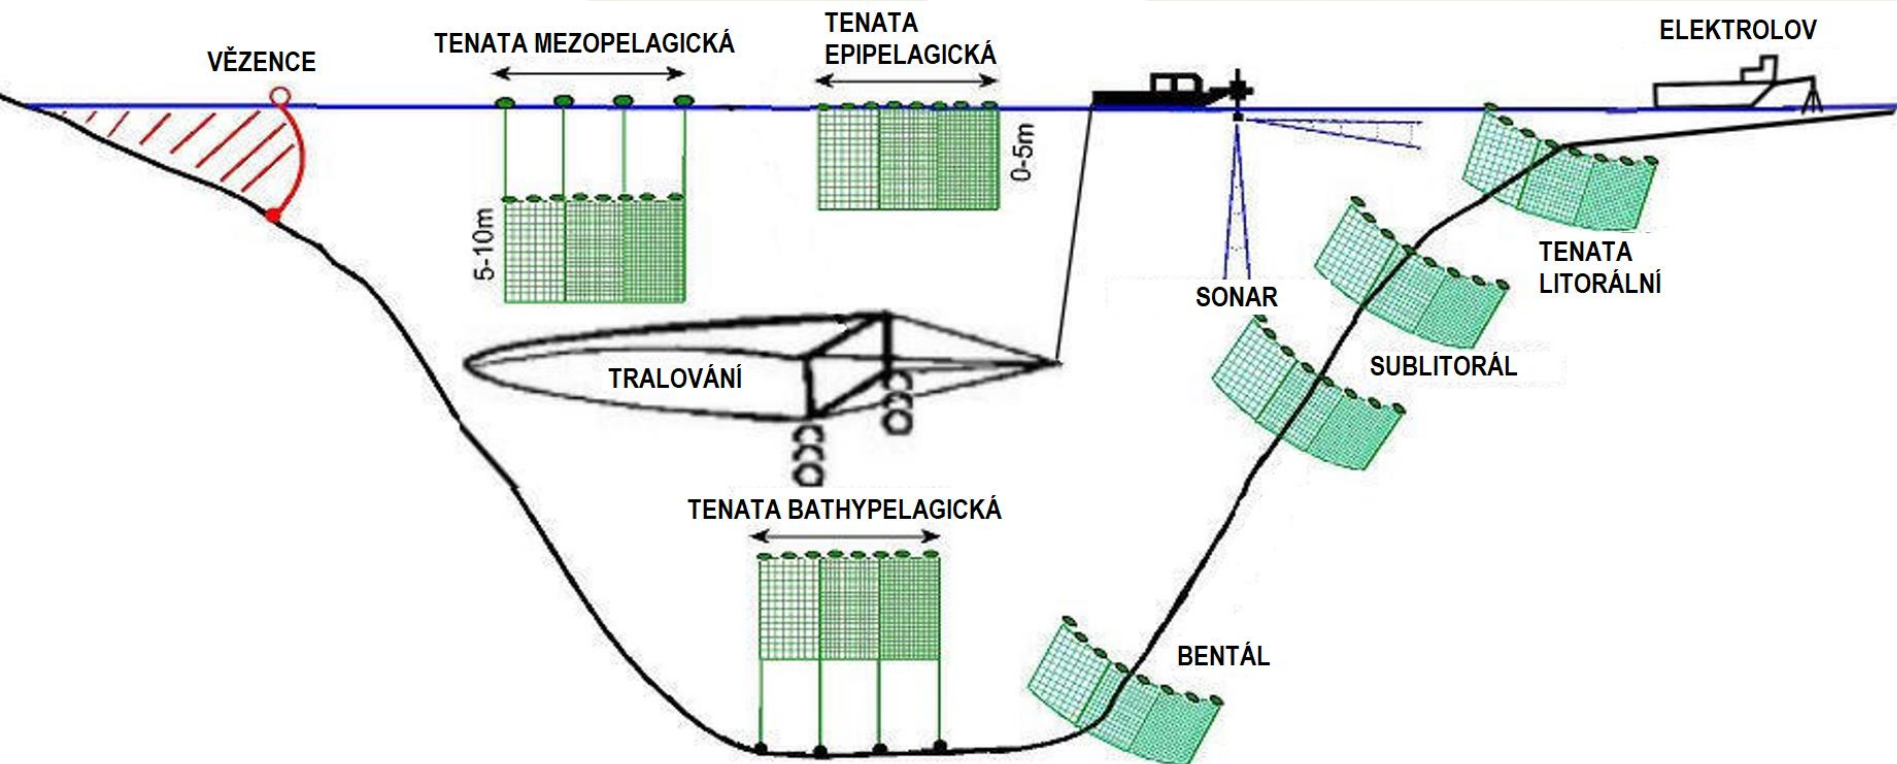 VĚZENCE
TENATA MEZOPELAGICKÁ
TENATA
EPIPELAGICKÁ
ELEKTROLOV
5-10m
0-5m
SONAR
TENATA
LITORÁLNÍ
SUBLITORÁL
TRALOVÁNÍ
TENATA BATHYPELAGICKÁ
BENTÁL